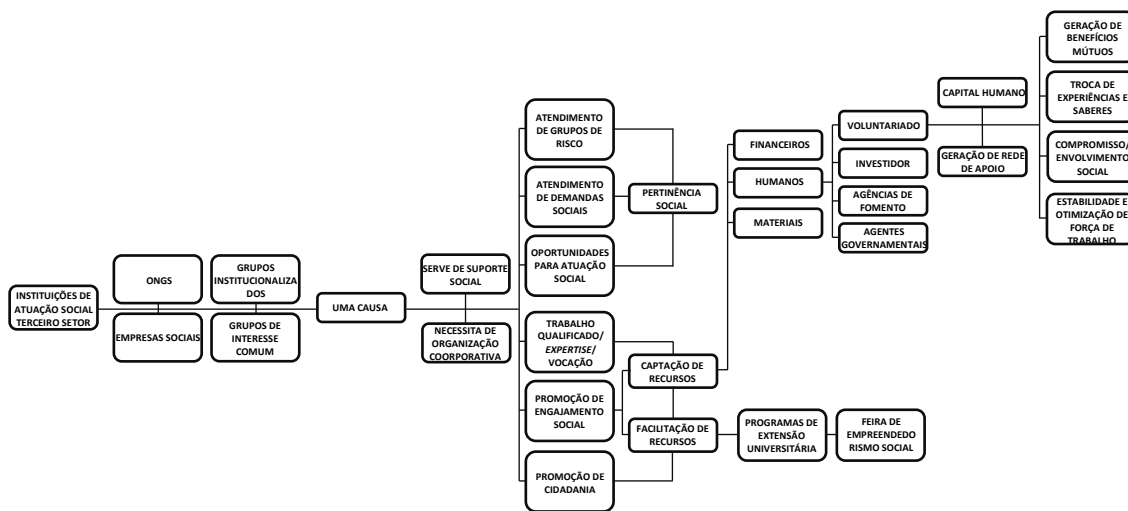 INSTITUIÇÕES DE
ATUAÇÃO SOCIAL
TERCEIRO SETOR
ONGS
EMPRESAS SOCIAIS
GRUPOS
INSTITUCIONALIZA
DOS
GRUPOS DE
INTERESSE
COMUM
UMA CAUSA
SERVE DE SUPORTE
SOCIAL
NECESSITA DE
ORGANIZAÇÃO
COORPORATIVA
ATENDIMENTO
DE GRUPOS DE
RISCO
ATENDIMENTO
DE DEMANDAS
SOCIAIS
OPORTUNIDADES
PARA ATUAÇÃO
SOCIAL
TRABALHO
QUALIFICADO/
EXPERTISE/
VOCAÇÃO
PROMOÇÃO DE
ENGAJAMENTO
SOCIAL
PROMOÇÃO DE
CIDADANIA
PERTINÊNCIA
SOCIAL
CAPTAÇÃO DE
RECURSOS
FACILITAÇÃO DE
RECURSOS
FINANCEIROS
HUMANOS
MATERIAIS
PROGRAMAS DE
EXTENSÃO
UNIVERSITÁRIA
FEIRA DE
EMPREENDEDO
RISMO SOCIAL
VOLUNTARIADO
INVESTIDOR
AGÊNCIAS DE
FOMENTO
AGENTES
GOVERNAMENTAIS
CAPITAL HUMANO
GERAÇÃO DE REDE
DE APOIO
GERAÇÃO DE
BENEFÍCIOS
MÚTUOS
TROCA DE
EXPERIÊNCIAS E
SABERES
COMPROMISSO/
ENVOLVIMENTO
SOCIAL
ESTABILIDADE E
OTIMIZAÇÃO DE
FORÇA DE
TRABALHO